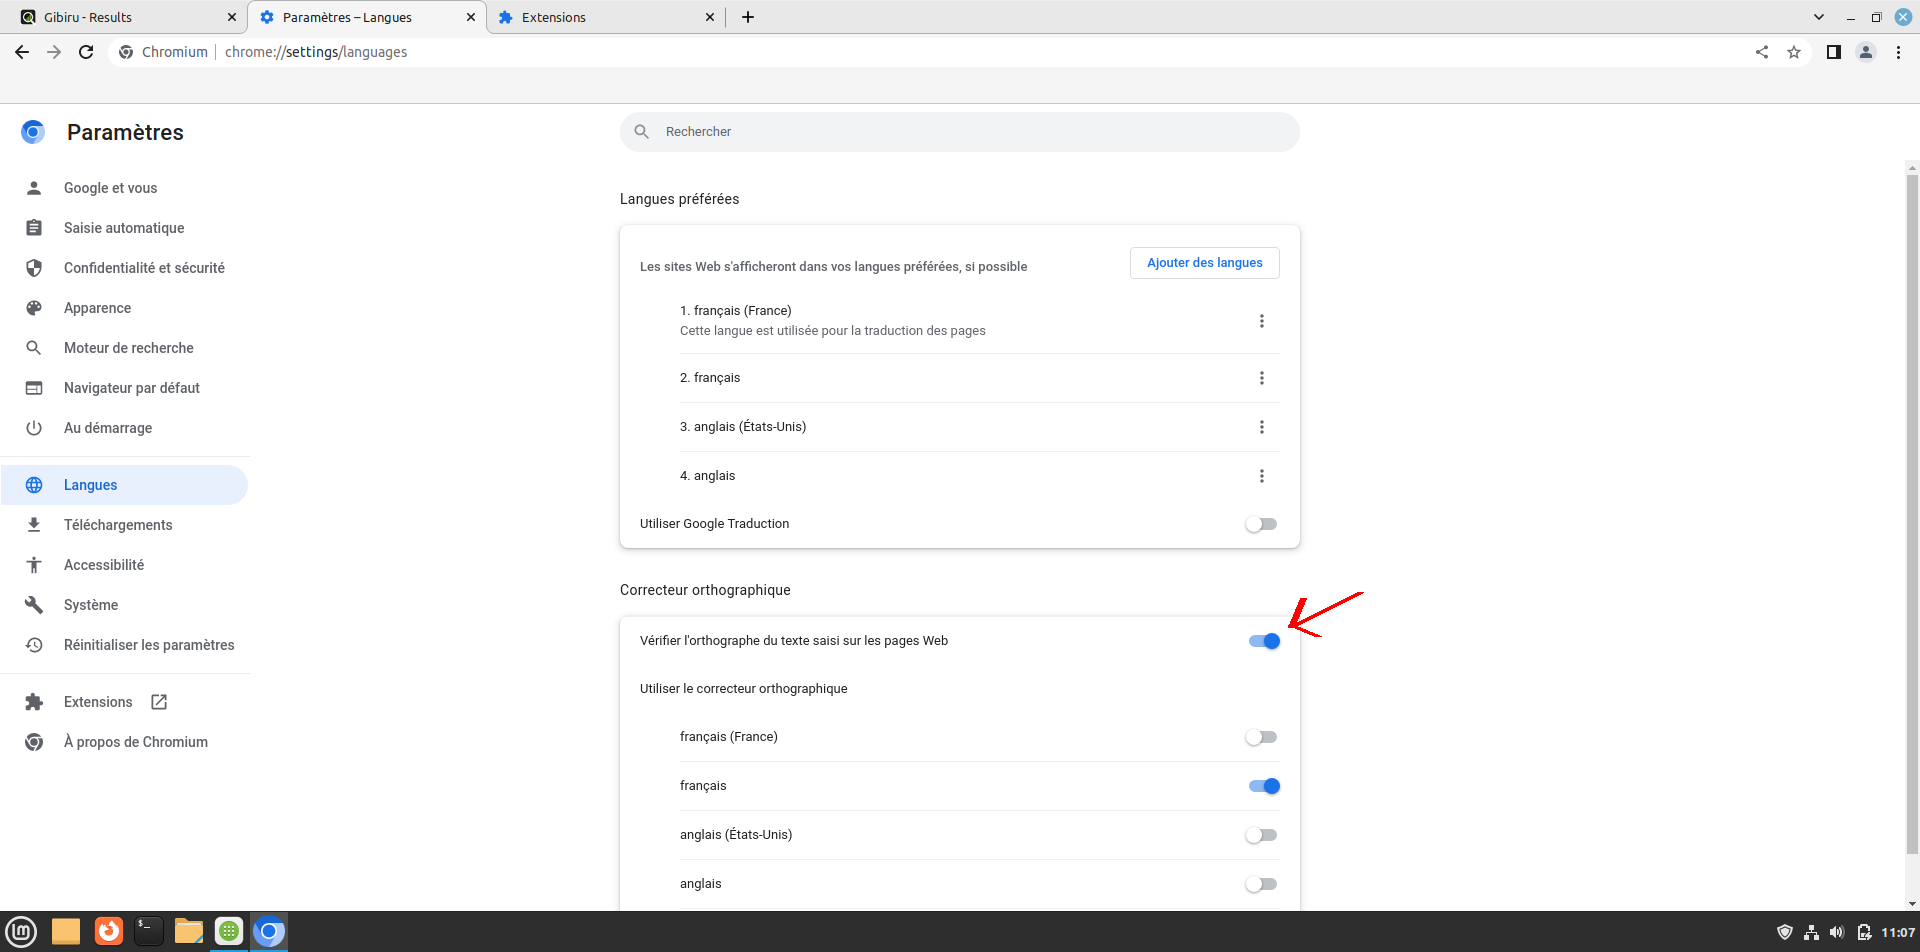 Gibiru - Results
Paramètres – Langues
Extensions
Chromium
chrome://settings/languages
Paramètres
Rechercher
Google et vous
Saisie automatique
Confidentialité et sécurité
Apparence
Moteur de recherche
Navigateur par défaut
Au démarrage
Langues
Téléchargements
Accessibilité
Système
Réinitialiser les paramètres
Extensions
À propos de Chromium
Langues préférées
Les sites Web s'afficheront dans vos langues préférées, si possible
Ajouter des langues
1. français (France)
Cette langue est utilisée pour la traduction des pages
2. français
3. anglais (États-Unis)
4. anglais
Utiliser Google Traduction
Correcteur orthographique
Vérifier l'orthographe du texte saisi sur les pages Web
Utiliser le correcteur orthographique
français (France)
français
anglais (États-Unis)
anglais
11:07